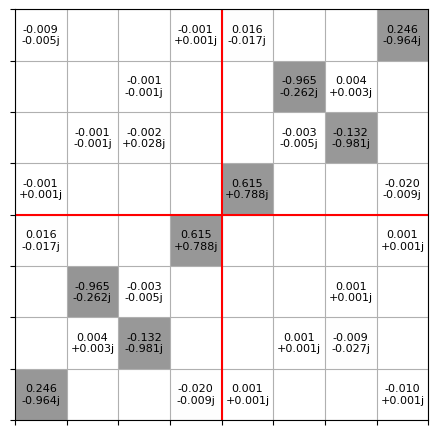 -0.009 -0.001 0.016 0.246
-0.005j +0.001j -0.017j -0.964j
-0.001 -0.965 0.004
-0.001j -0.262j +0.003j
-0.001 -0.002 -0.003 -0.132
-0.001j +0.028j -0.005j -0.981j
-0.001 0.615 -0.020
+0.001j +0.788j -0.009j
0.016 0.615 0.001
-0.017j +0.788j +0.001j
-0.965 -0.003 0.001
-0.262j -0.005j +0.001j
0.004 -0.132 0.001 -0.009
+0.003j -0.981j +0.001j -0.027j
0.246 -0.020 0.001 -0.010
-0.964j -0.009j +0.001j +0.001j